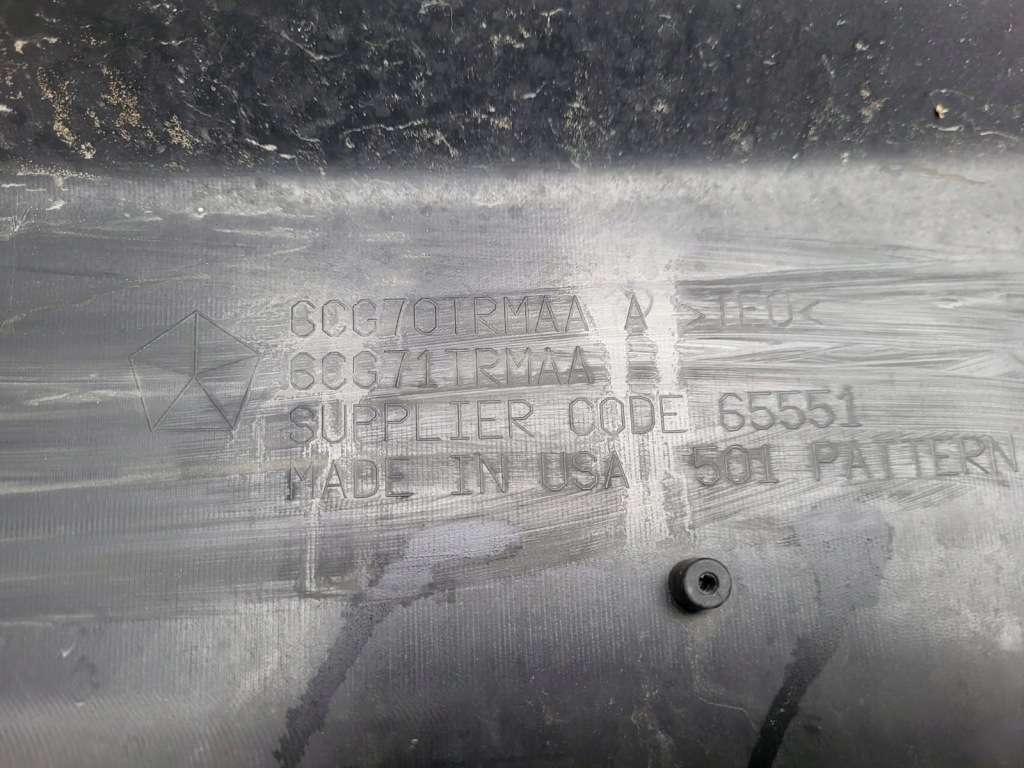 6CG70TRMAA A >TEO<
6CG71TRMAA
SUPPLIER CODE 65551
MADE IN USA 501 PATTERN